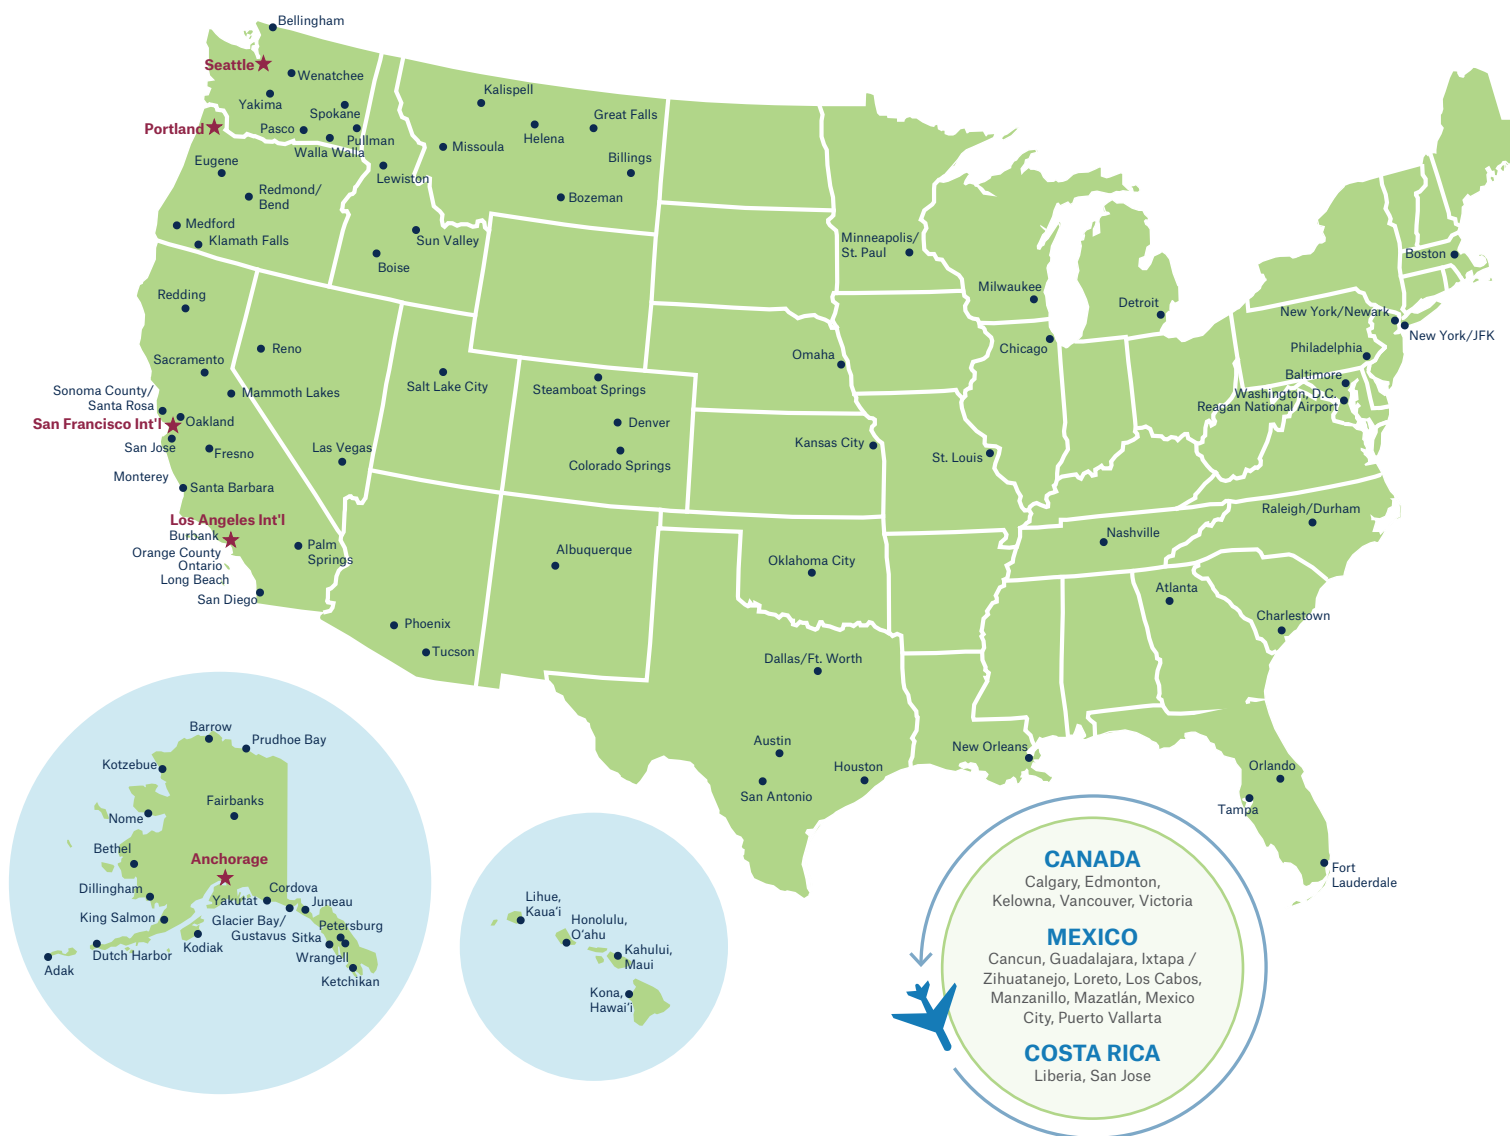 Bellingham
Seattle
Wenatchee
Yakima
Spokane
Portland
Pasco
Pullman
Walla Walla
Eugene
Lewiston
Redmond/
Bend
Medford
Klamath Falls
Sun Valley
Boise
Kalispell
Great Falls
Helena
Missoula
Billings
Bozeman
Redding
Reno
Sacramento
Mammoth Lakes
Sonoma County/
Santa Rosa
Oakland
San Francisco Int'l
San Jose
Fresno
Las Vegas
Monterey
Santa Barbara
Los Angeles Int'l
Burbank
Orange County
Ontario
Long Beach
Palm
Springs
San Diego
Salt Lake City
Steamboat Springs
Denver
Colorado Springs
Albuquerque
Phoenix
Tucson
Minneapolis/
St. Paul
Milwaukee
Detroit
Chicago
Omaha
Kansas City
St. Louis
Oklahoma City
Dallas/Ft. Worth
Austin
San Antonio
Houston
New Orleans
Nashville
Atlanta
Raleigh/Durham
Charlestown
Orlando
Tampa
Fort
Lauderdale
Boston
New York/Newark
New York/JFK
Philadelphia
Baltimore
Washington, D.C.
Reagan National Airport
Barrow
Prudhoe Bay
Kotzebue
Fairbanks
Nome
Bethel
Anchorage
Dillingham
Cordova
Yakutat
Juneau
King Salmon
Glacier Bay/
Gustavus
Petersburg
Sitka
Kodiak
Dutch Harbor
Wrangell
Adak
Ketchikan
Lihue,
Kaua‘i
Honolulu,
O‘ahu
Kahului,
Maui
Kona,
Hawai‘i
CANADA
Calgary, Edmonton,
Kelowna, Vancouver, Victoria
MEXICO
Cancun, Guadalajara, Ixtapa /
Zihuatanejo, Loreto, Los Cabos,
Manzanillo, Mazatlán, Mexico
City, Puerto Vallarta
COSTA RICA
Liberia, San Jose